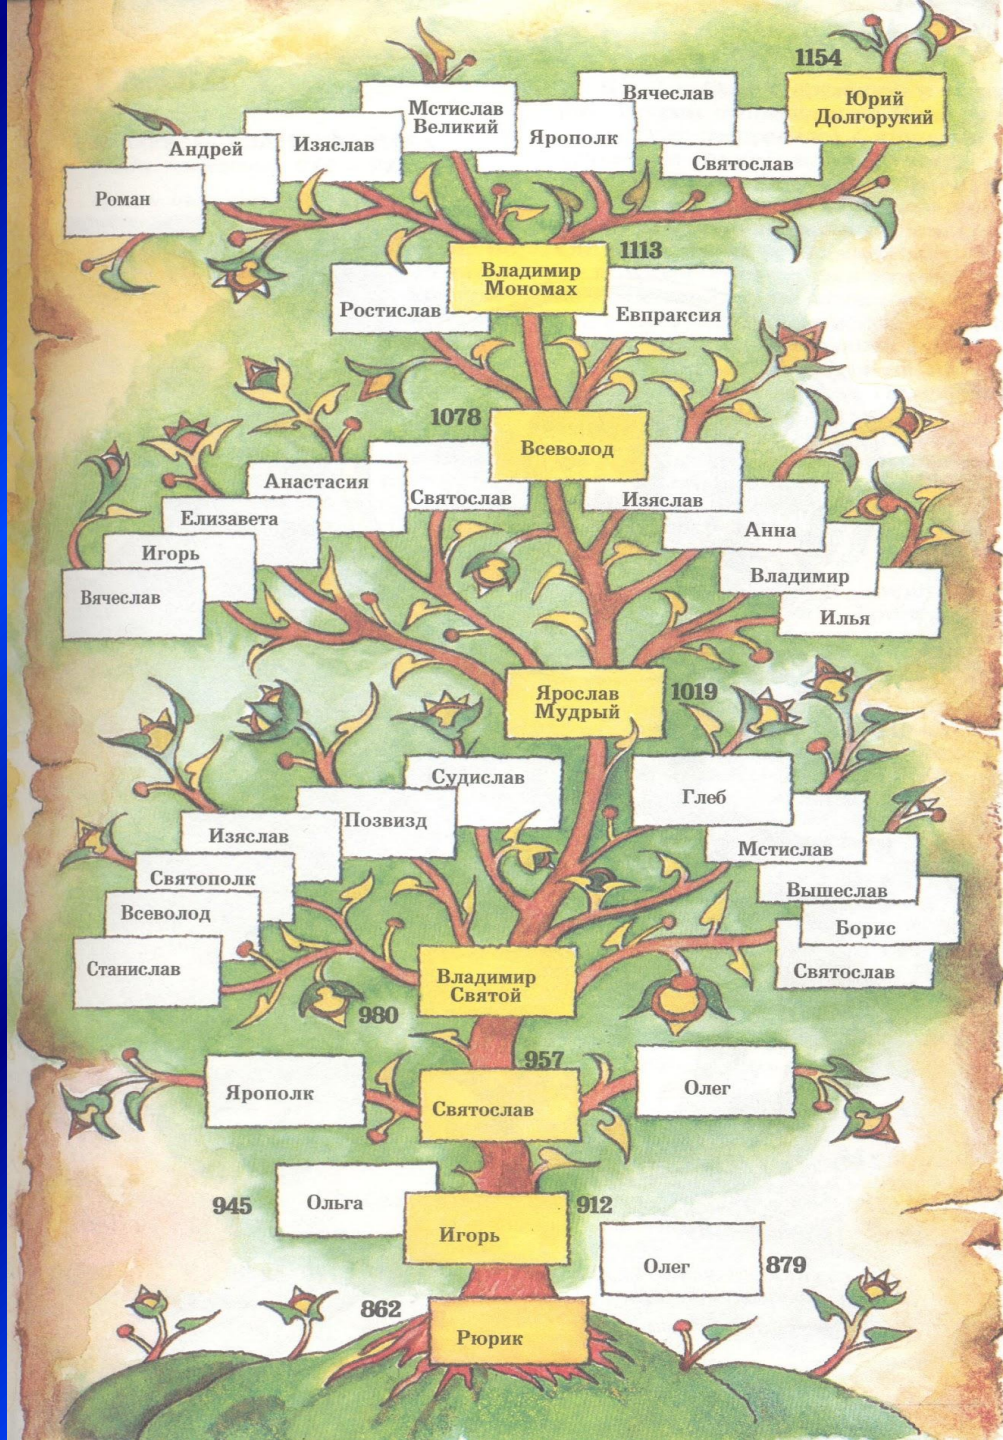 1154
Юрий
Долгорукий
Вячеслав
Мстислав
Великий
Ярополк
Святослав
Изяслав
Андрей
Роман
1113
Владимир
Мономах
Ростислав
Евпраксия
1078
Всеволод
Анастасия
Святослав
Изяслав
Елизавета
Анна
Игорь
Владимир
Вячеслав
Илья
Ярослав
Мудрый
1019
Судислав
Глеб
Позвизд
Изяслав
Мстислав
Святополк
Вышеслав
Всеволод
Борис
Станислав
Святослав
Владимир
Святой
980
957
Ярополк
Святослав
Олег
945
Ольга
912
Игорь
Олег
879
862
Рюрик